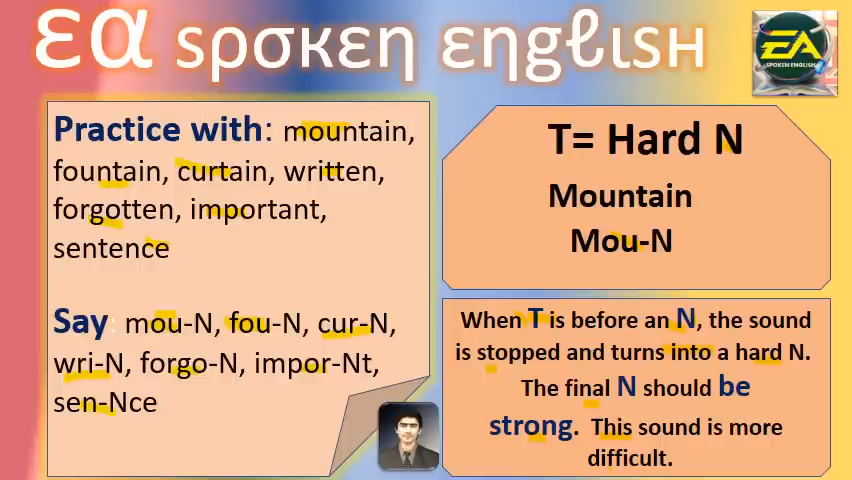 εα spσкεη εηgℓιsн
EA
SPOKEN ENGLISH
Practice with: mountain,
fountain, curtain, written,
forgotten, important,
sentence
Say: mou-N, fou-N, cur-N,
wri-N, forgo-N, impor-Nt,
sen-Nce
T= Hard N
Mountain
Mou-N
When T is before an N, the sound
is stopped and turns into a hard N.
The final N should be
strong. This sound is more
difficult.